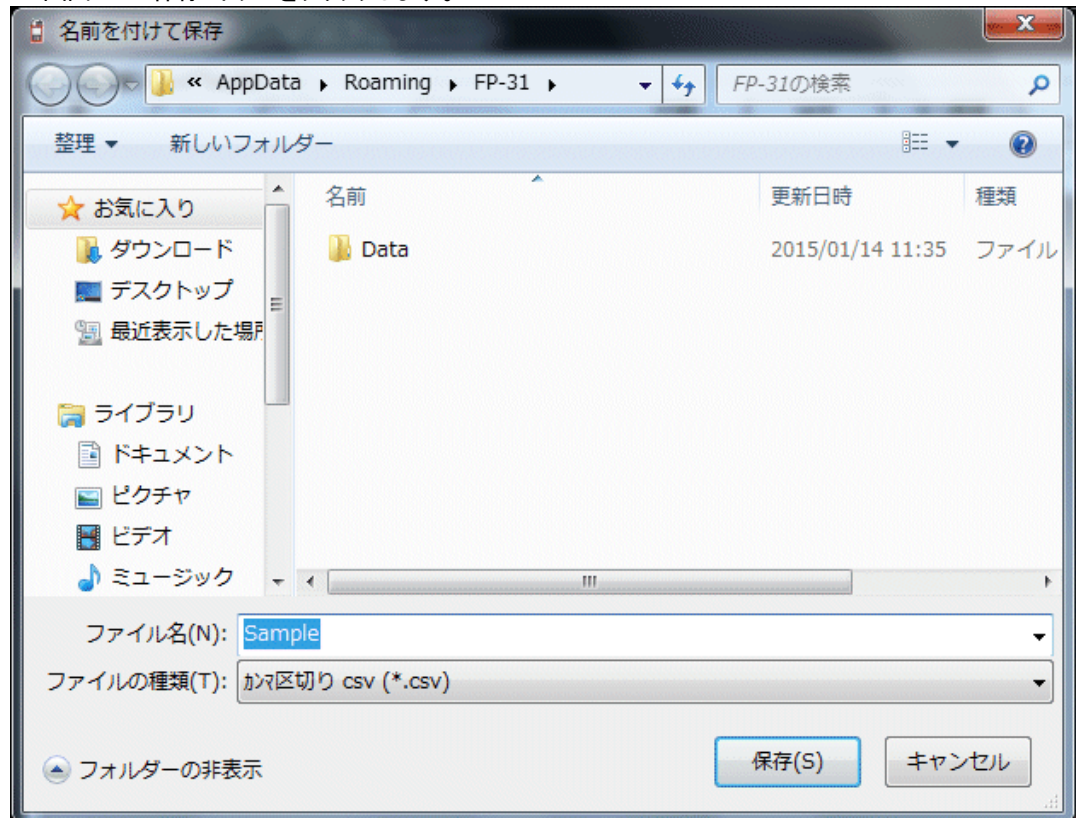 名前を付けて保存
« AppData ▸ Roaming ▸ FP-31 ▸
FP-31の検索
整理 ▼ 新しいフォルダー
お気に入り
ダウンロード
デスクトップ
最近表示した場所
ライブラリ
ドキュメント
ピクチャ
ビデオ
ミュージック
名前 更新日時 種類
Data 2015/01/14 11:35 ファイル
ファイル名(N): Sample
ファイルの種類(T): ｶﾝﾏ区切り csv (*.csv)
フォルダーの非表示
保存(S) キャンセル